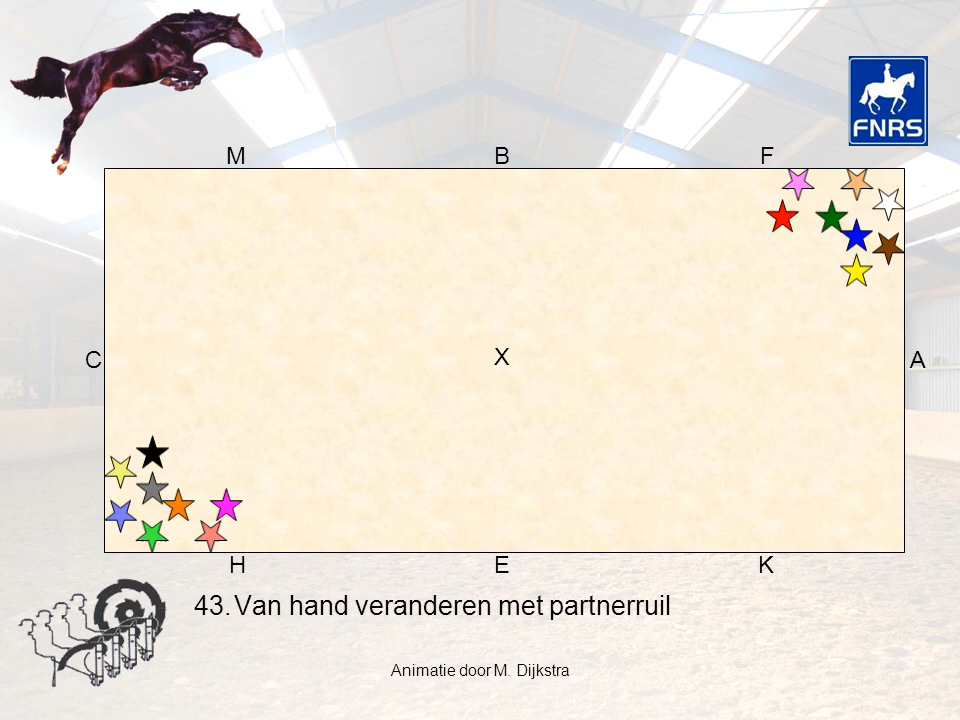 FNRS
M B F
C X A
H E K
43. Van hand veranderen met partnerruil
Animatie door M. Dijkstra